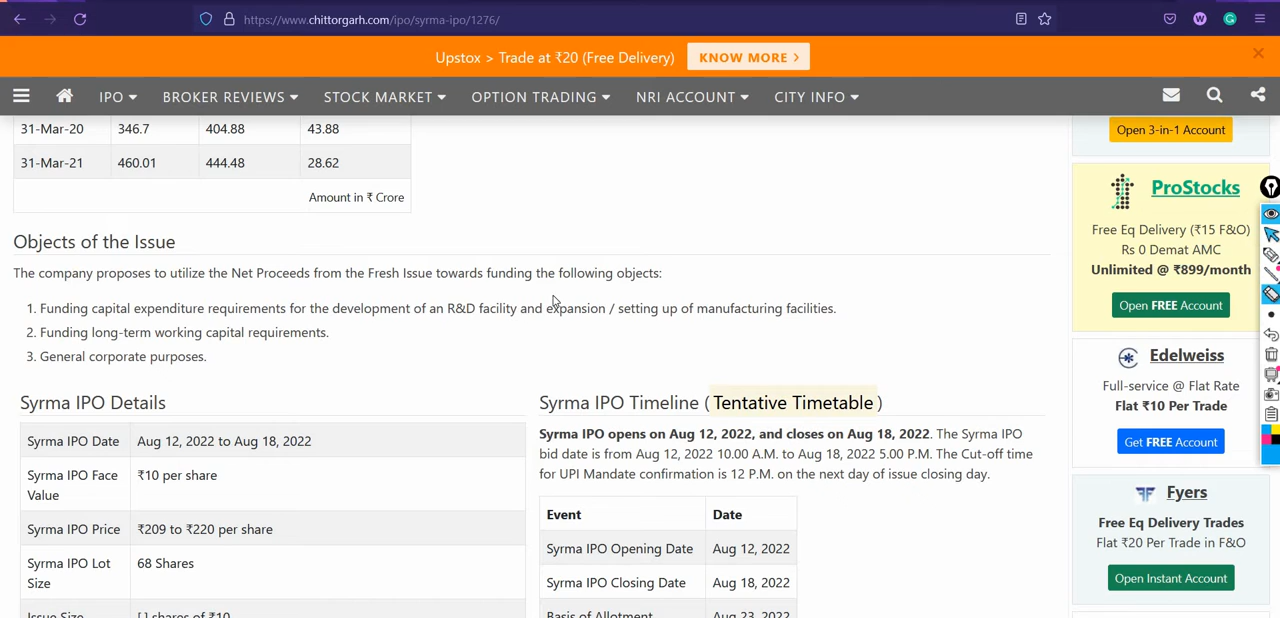 https://www.chittorgarh.com/ipo/syrma-ipo/1276/
W
G
Upstox > Trade at ₹20 (Free Delivery) KNOW MORE >
IPO BROKER REVIEWS STOCK MARKET OPTION TRADING NRI ACCOUNT CITY INFO
31-Mar-20 346.7 404.88 43.88
31-Mar-21 460.01 444.48 28.62
Amount in ₹ Crore
Objects of the Issue
The company proposes to utilize the Net Proceeds from the Fresh Issue towards funding the following objects:
1. Funding capital expenditure requirements for the development of an R&D facility and expansion / setting up of manufacturing facilities.
2. Funding long-term working capital requirements.
3. General corporate purposes.
Syrma IPO Details
Syrma IPO Date Aug 12, 2022 to Aug 18, 2022
Syrma IPO Face
Value
₹10 per share
Syrma IPO Price ₹209 to ₹220 per share
Syrma IPO Lot
Size
68 Shares
Issue Size [.] shares of ₹10
Syrma IPO Timeline (Tentative Timetable)
Syrma IPO opens on Aug 12, 2022, and closes on Aug 18, 2022. The Syrma IPO
bid date is from Aug 12, 2022 10.00 A.M. to Aug 18, 2022 5.00 P.M. The Cut-off time
for UPI Mandate confirmation is 12 P.M. on the next day of issue closing day.
Event Date
Syrma IPO Opening Date Aug 12, 2022
Syrma IPO Closing Date Aug 18, 2022
Basis of Allotment Aug 23, 2022
Open 3-in-1 Account
ProStocks
Free Eq Delivery (₹15 F&O)
Rs 0 Demat AMC
Unlimited @ ₹899/month
Open FREE Account
Edelweiss
Full-service @ Flat Rate
Flat ₹10 Per Trade
Get FREE Account
Fyers
Free Eq Delivery Trades
Flat ₹20 Per Trade in F&O
Open Instant Account